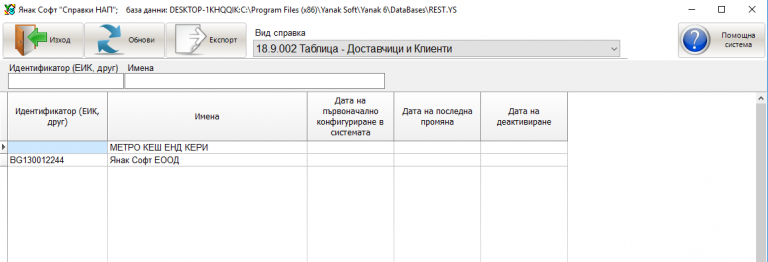 Янак Софт "Справки НАП"; база данни: DESKTOP-1KHQQIK:C:\Program Files (x86)\Yanak Soft\Yanak 6\DataBases\REST.YS
Изход
Обнови
Експорт
Вид справка
18.9.002 Таблица - Доставчици и Клиенти
Помощна
система
Идентификатор (ЕИК, друг) Имена
Идентификатор (ЕИК,
друг)
Имена
Дата на
първоначално
конфигуриране в
системата
Дата на последна
промяна
Дата на
деактивиране
МЕТРО КЕШ ЕНД КЕРИ
BG130012244 Янак Софт ЕООД